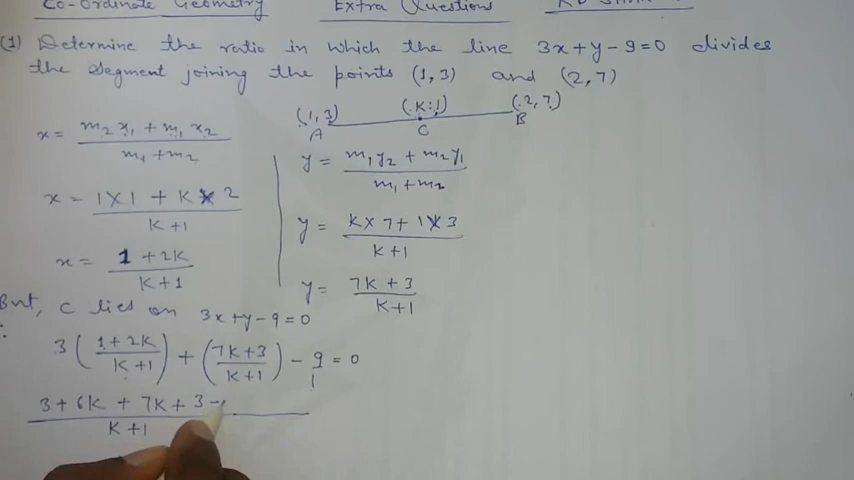 Co-Ordinate Geometry Extra Questions
(1) Determine the ratio in which the line 3x+y-9=0 divides
the segment joining the points (1,3) and (2,7)
(1,3) (K:1) (2,7)
A C B
x = m₂x₁ + m₁x₂ / m₁+m₂
y = m₁y₂ + m₂y₁ / m₁+m₂
x = 1×1 + K×2 / K+1
y = K×7+1×3 / K+1
x = 1+2K / K+1
y = 7K+3 / K+1
But, C lies on 3x+y-9=0
3(1+2K / K+1) + (7K+3 / K+1) - 9/1 = 0
3+6K+7K+3- / K+1